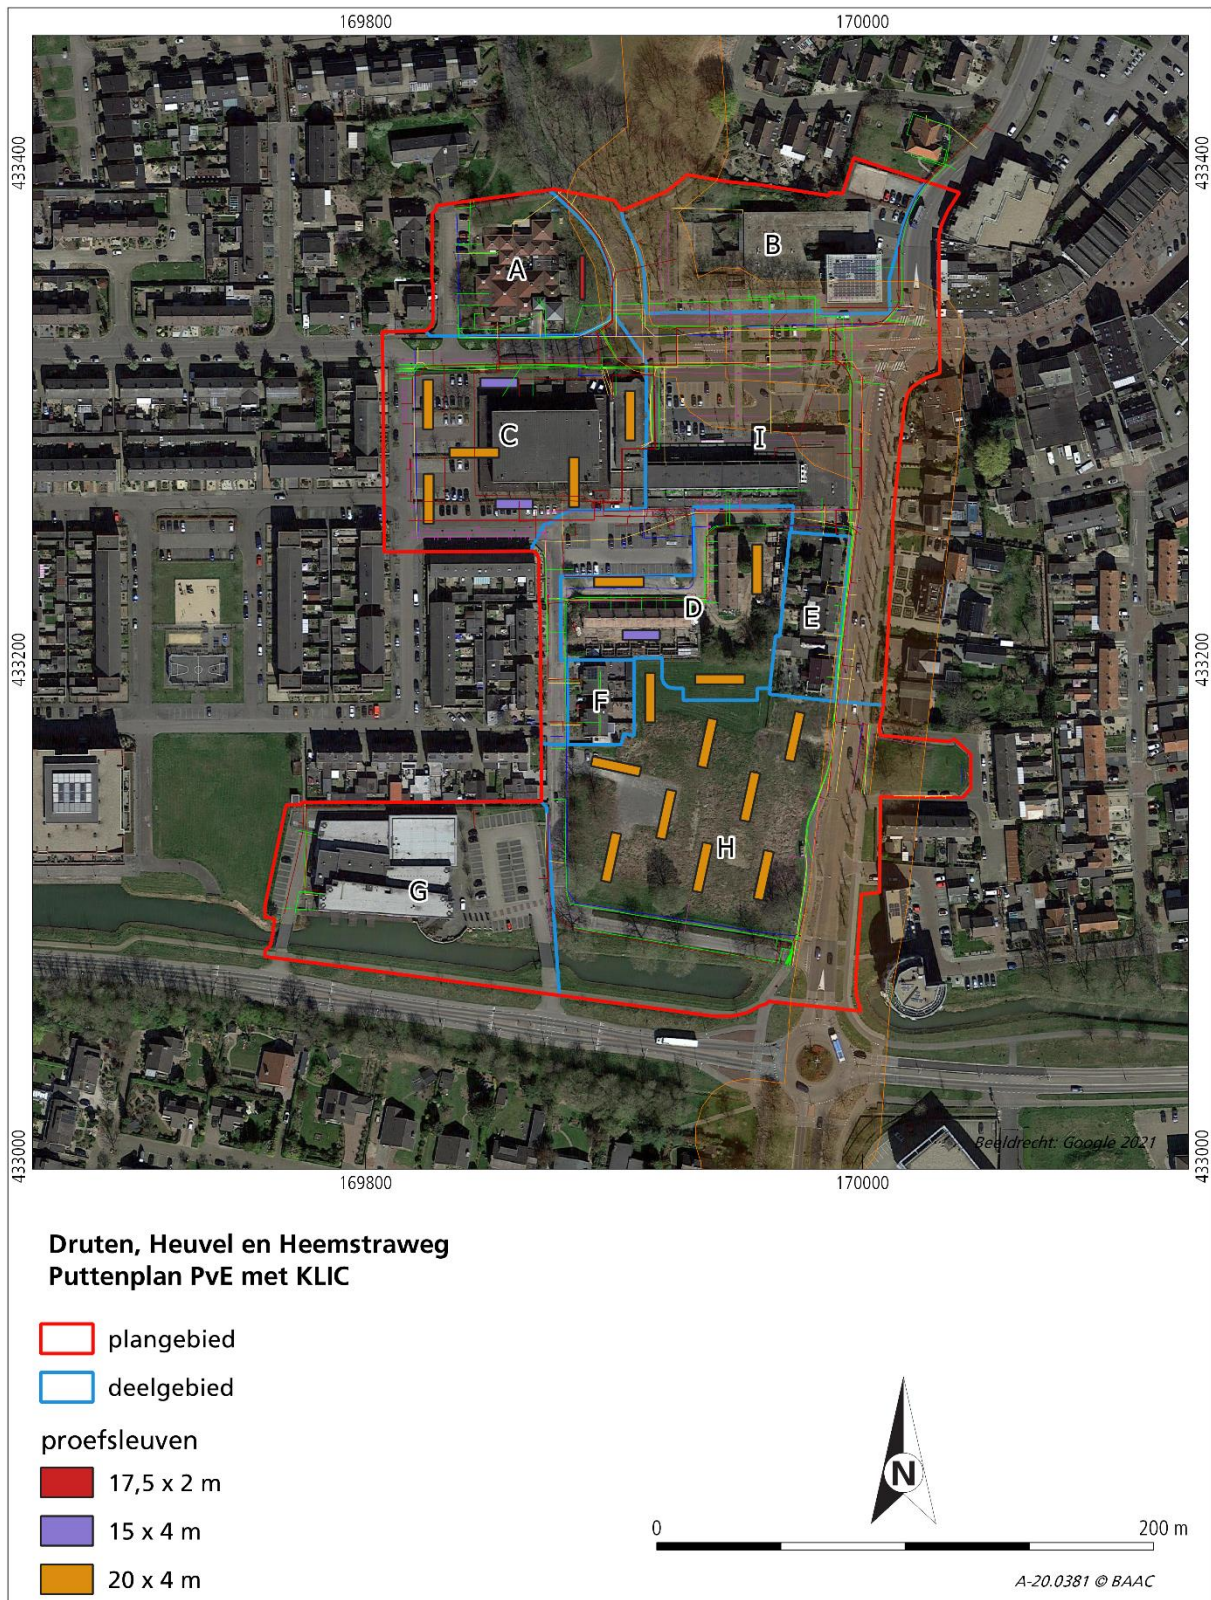 169800
170000
433400
433400
A
B
C
I
D
E
433200
433200
F
H
G
433000
433000
Beeldrecht: Google 2021
169800
170000
Druten, Heuvel en Heemstraweg
Puttenplan PvE met KLIC
plangebied
deelgebied
proefsleuven
17,5 x 2 m
15 x 4 m
20 x 4 m
N
0
200 m
A-20.0381 © BAAC